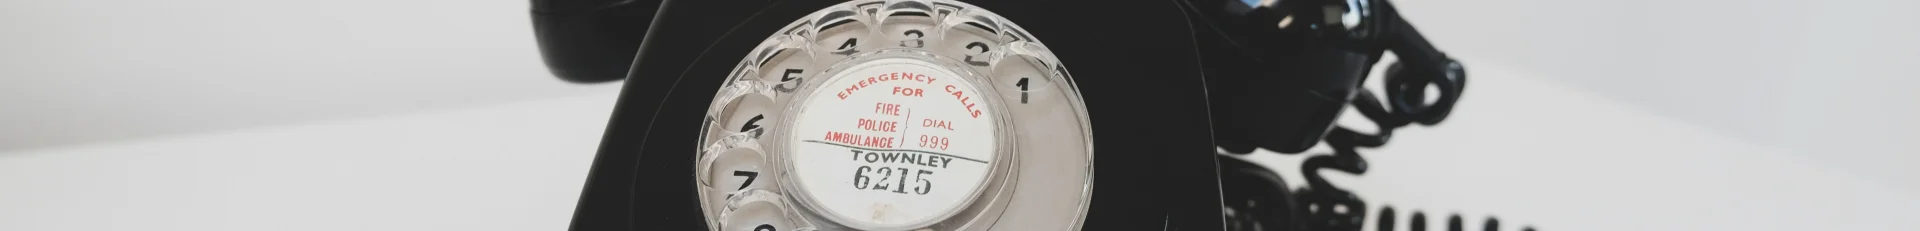 4 3 2
5 1
6
7
EMERGENCY CALLS
FOR
FIRE
POLICE DIAL
AMBULANCE 999
TOWNLEY
6215